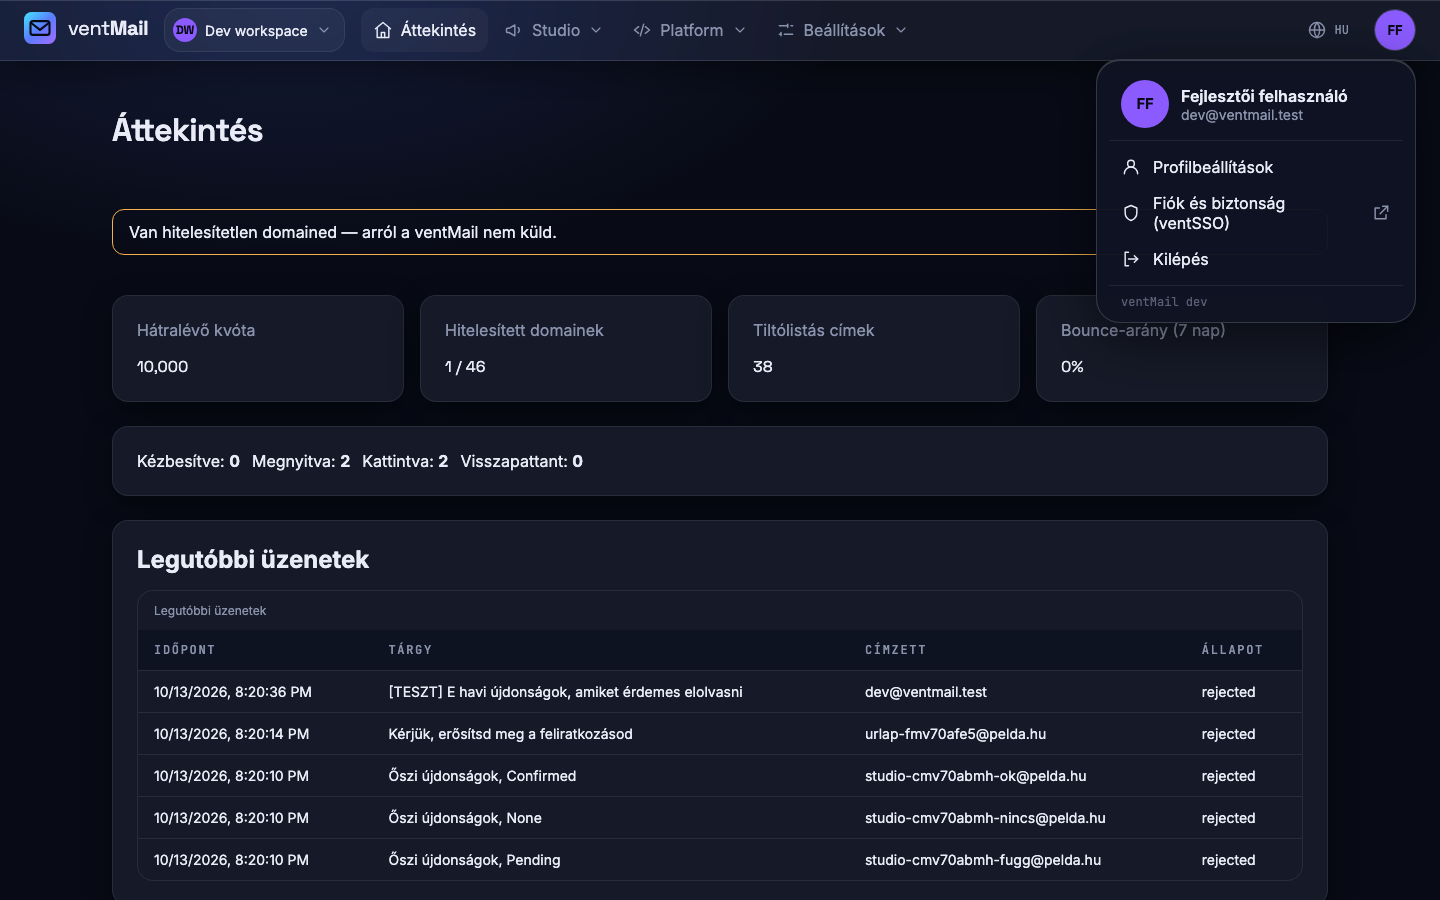 ventMail
DW Dev workspace
Áttekintés
Studio
Platform
Beállítások
HU
FF
FF
Fejlesztői felhasználó
dev@ventmail.test
Profilbeállítások
Fiók és biztonság
(ventSSO)
Kilépés
ventMail dev
Áttekintés
Van hitelesítetlen domained — arról a ventMail nem küld.
Hátralévő kvóta
10,000
Hitelesített domainek
1 / 46
Tiltólistás címek
38
Bounce-arány (7 nap)
0%
Kézbesítve: 0 Megnyitva: 2 Kattintva: 2 Visszapattant: 0
Legutóbbi üzenetek
Legutóbbi üzenetek
IDŐPONT TÁRGY CÍMZETT ÁLLAPOT
10/13/2026, 8:20:36 PM [TESZT] E havi újdonságok, amiket érdemes elolvasni dev@ventmail.test rejected
10/13/2026, 8:20:14 PM Kérjük, erősítsd meg a feliratkozásod urlap-fmv70afe5@pelda.hu rejected
10/13/2026, 8:20:10 PM Őszi újdonságok, Confirmed studio-cmv70abmh-ok@pelda.hu rejected
10/13/2026, 8:20:10 PM Őszi újdonságok, None studio-cmv70abmh-nincs@pelda.hu rejected
10/13/2026, 8:20:10 PM Őszi újdonságok, Pending studio-cmv70abmh-fugg@pelda.hu rejected